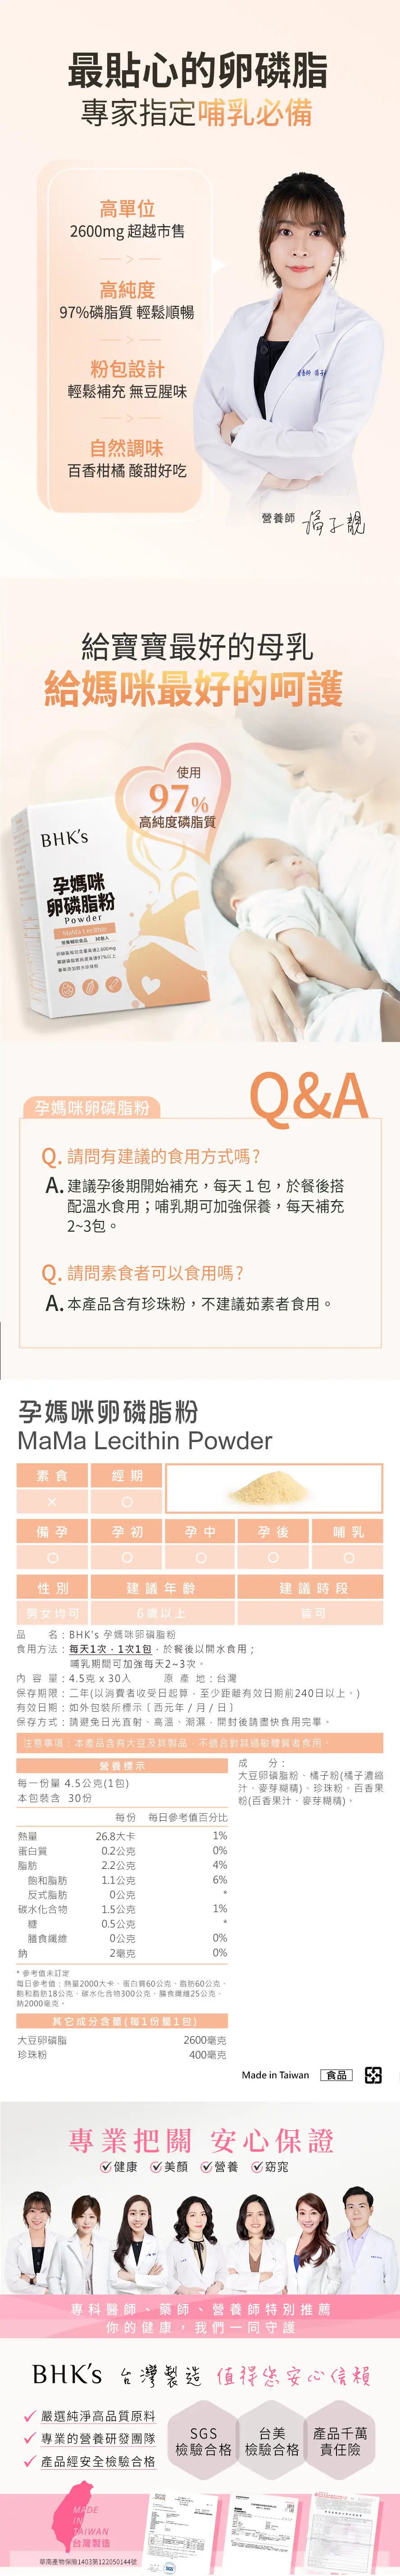 最貼心的卵磷脂
專家指定哺乳必備
高單位
2600mg 超越市售
高純度
97%磷脂質 輕鬆順暢
粉包設計
輕鬆補充 無豆腥味
自然調味
百香柑橘 酸甜好吃
營養師
給寶寶最好的母乳
給媽咪最好的呵護
使用
97%
高純度磷脂質
BHK's
孕媽咪
卵磷脂粉
Powder
MaMa Lecithin
Q&A
孕媽咪卵磷脂粉
Q. 請問有建議的食用方式嗎?
A. 建議孕後期開始補充，每天１包，於餐後搭
配溫水食用；哺乳期可加強保養，每天補充
2~3包。
Q. 請問素食者可以食用嗎?
A. 本產品含有珍珠粉，不建議茹素者食用。
孕媽咪卵磷脂粉
MaMa Lecithin Powder
素食 經期
備孕 孕初 孕中 孕後 哺乳
性別 建議年齡 建議時段
男女均可 6歲以上 皆可
品　　名：BHK's 孕媽咪卵磷脂粉
食用方法：每天1次，1次1包，於餐後以開水食用；
哺乳期間可加強每天2~3次。
內 容 量：4.5克 x 30入　原 產 地：台灣
保存期限：二年(以消費者收受日起算，至少距離有效日期前240日以上。)
有效日期：如外包裝所標示〔西元年 / 月 / 日〕
保存方式：請避免日光直射、高溫、潮濕，開封後請盡快食用完畢。
注意事項：本產品含有大豆及其製品，不適合對其過敏體質者食用。
營養標示
每一份量 4.5公克(1包)
本包裝含 30份
每份 每日參考值百分比
熱量 26.8大卡 1%
蛋白質 0.2公克 0%
脂肪 2.2公克 4%
飽和脂肪 1.1公克 6%
反式脂肪 0公克 *
碳水化合物 1.5公克 1%
糖 0.5公克 *
膳食纖維 0公克 0%
鈉 2毫克 0%
* 參考值未訂定
每日參考值：熱量2000大卡、蛋白質60公克、脂肪60公克、
飽和脂肪18公克、碳水化合物300公克、膳食纖維25公克、
鈉2000毫克。
其它成分含量(每1份量1包)
大豆卵磷脂 2600毫克
珍珠粉 400毫克
成　　分：
大豆卵磷脂粉、橘子粉(橘子濃縮
汁、麥芽糊精)、珍珠粉、百香果
粉(百香果汁、麥芽糊精)。
Made in Taiwan 食品
專業把關 安心保證
健康 美顏 營養 窈窕
專科醫師、藥師、營養師特別推薦
你的健康，我們一同守護
BHK's 台灣製造 值得您安心信賴
嚴選純淨高品質原料
專業的營養研發團隊
產品經安全檢驗合格
SGS
檢驗合格
台美
檢驗合格
產品千萬
責任險
MADE
IN
TAIWAN
台灣製造
華南產物保險1403第122050144號